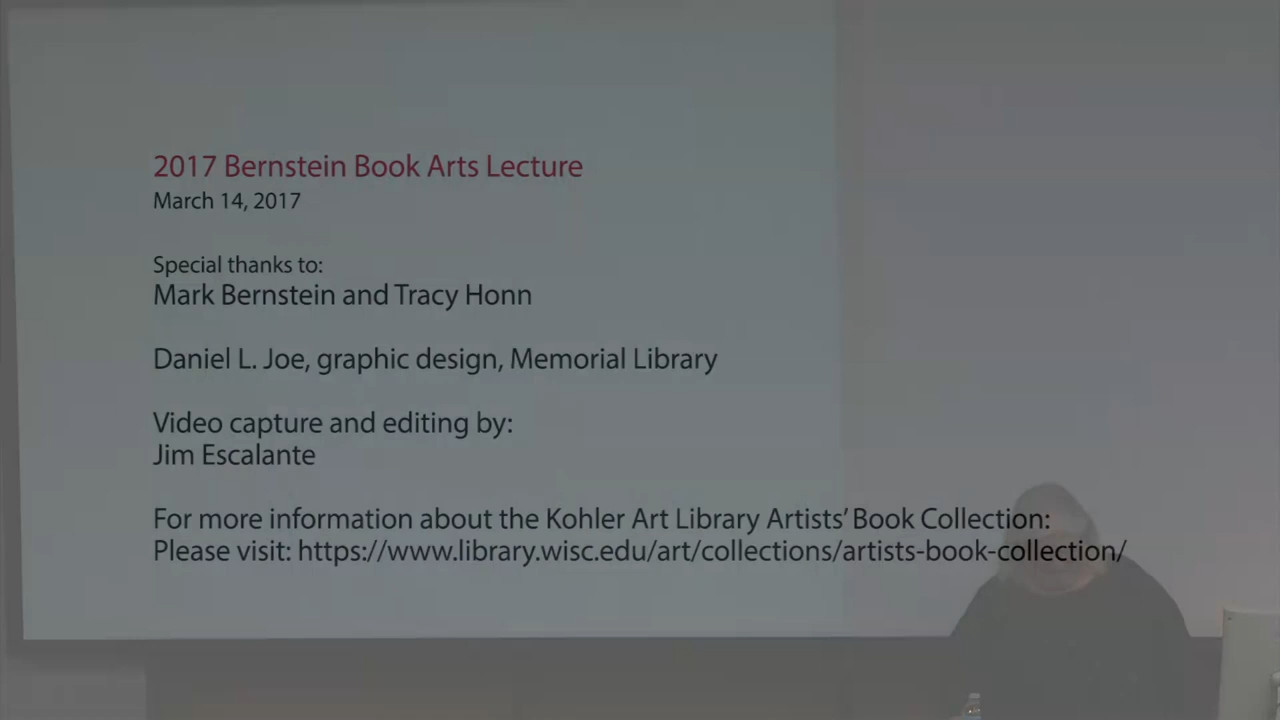 2017 Bernstein Book Arts Lecture
March 14, 2017
Special thanks to:
Mark Bernstein and Tracy Honn
Daniel L. Joe, graphic design, Memorial Library
Video capture and editing by:
Jim Escalante
For more information about the Kohler Art Library Artists’ Book Collection:
Please visit: https://www.library.wisc.edu/art/collections/artists-book-collection/